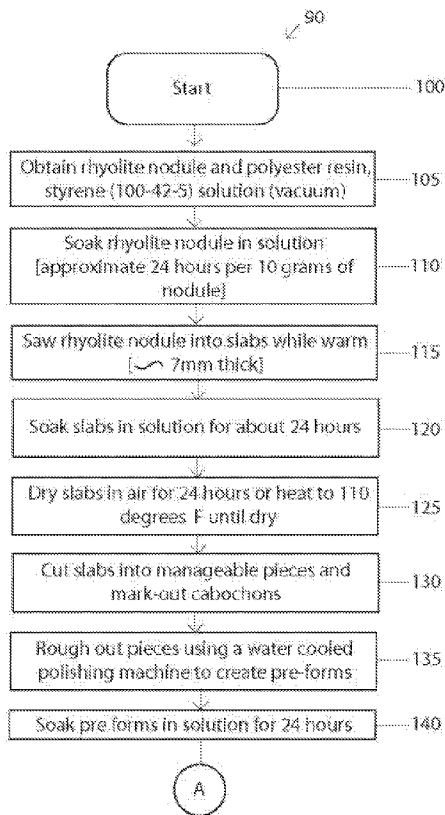 90
Start
100
Obtain rhyolite nodule and polyester resin,
styrene (100-42-5) solution (vacuum)
105
Soak rhyolite nodule in solution
[approximate 24 hours per 10 grams of
nodule]
110
Saw rhyolite nodule into slabs while warm
[~ 7mm thick]
115
Soak slabs in solution for about 24 hours
120
Dry slabs in air for 24 hours or heat to 110
degrees F until dry
125
Cut slabs into manageable pieces and
mark-out cabochons
130
Rough out pieces using a water cooled
polishing machine to create pre-forms
135
Soak pre forms in solution for 24 hours
140
A